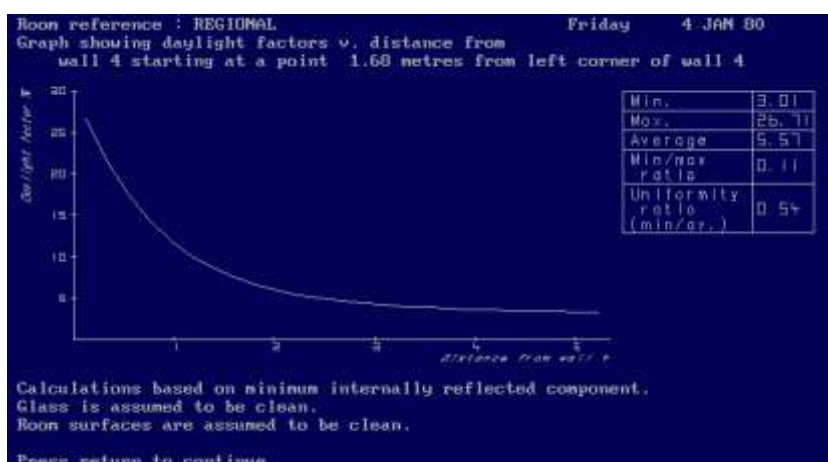 Room reference : REGIONAL Friday 4 JAN 80
Graph showing daylight factors v. distance from
wall 4 starting at a point 1.68 metres from left corner of wall 4
Daylight factor %
30
25
20
15
10
5
1 2 3 4 5
distance from wall 4
Min. 3.01
Max. 26.71
Average 5.57
Min/max 0.11
ratio
Uniformity
ratio 0.54
(min/av.)
Calculations based on minimum internally reflected component.
Glass is assumed to be clean.
Room surfaces are assumed to be clean.
Press return to continue